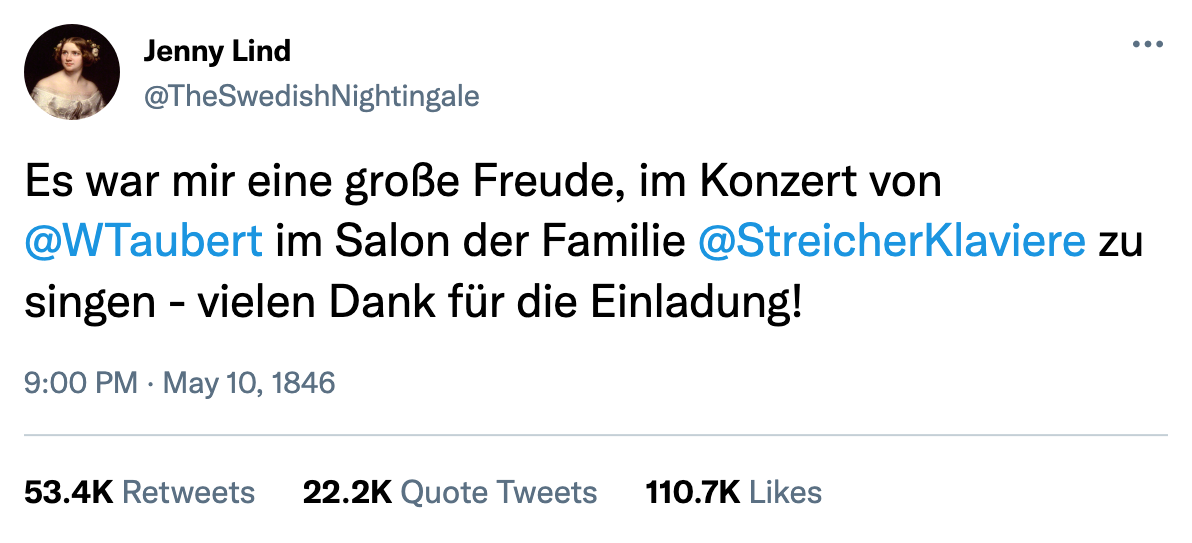 Jenny Lind
@TheSwedishNightingale
Es war mir eine große Freude, im Konzert von
@WTaubert im Salon der Familie @StreicherKlaviere zu
singen - vielen Dank für die Einladung!
9:00 PM · May 10, 1846
53.4K Retweets 22.2K Quote Tweets 110.7K Likes